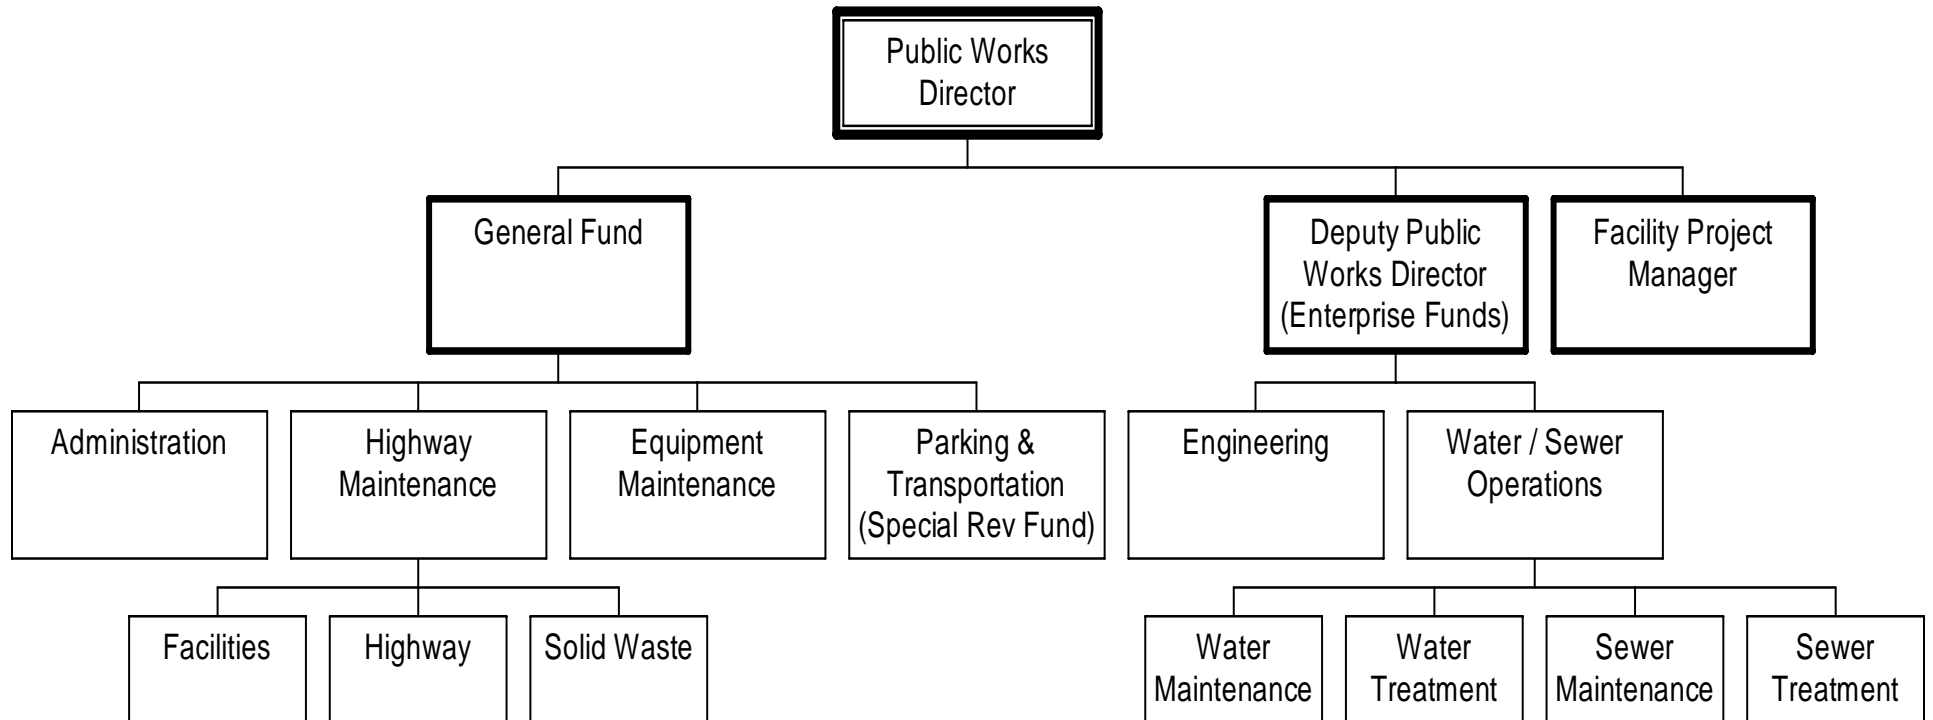 Public Works
Director
General Fund
Deputy Public
Works Director
(Enterprise Funds)
Facility Project
Manager
Administration
Highway
Maintenance
Equipment
Maintenance
Parking &
Transportation
(Special Rev Fund)
Engineering
Water / Sewer
Operations
Facilities
Highway
Solid Waste
Water
Maintenance
Water
Treatment
Sewer
Maintenance
Sewer
Treatment